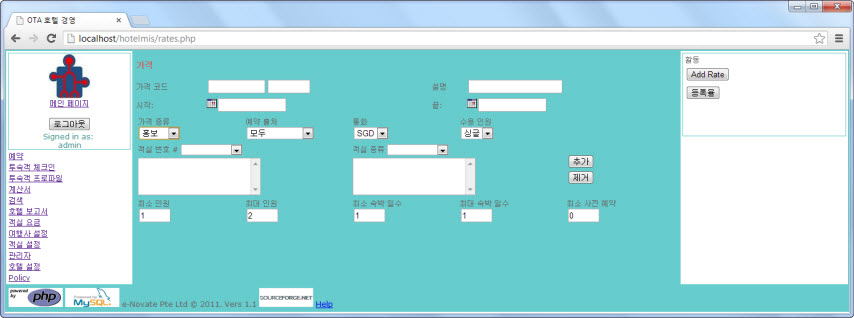 OTA 호텔 경영
localhost/hotelmis/rates.php
메인 페이지
로그아웃
Signed in as:
admin
예약
투숙객 체크인
투숙객 프로파일
계산서
검색
호텔 보고서
객실 요금
여행사 설정
객실 설정
관리자
호텔 설정
Policy
가격
가격 코드 설명
시작: 끝:
가격 종류 예약 출처 통화 수용 인원
홍보 모두 SGD 싱글
객실 번호 # 객실 종류
추가
제거
최소 인원 최대 인원 최소 숙박 일수 최대 숙박 일수 최소 사전 예약
1 2 1 1 0
활동
Add Rate
등록율
powered by php Powered by MySQL e-Novate Pte Ltd © 2011. Vers 1.1 SOURCEFORGE.NET Help